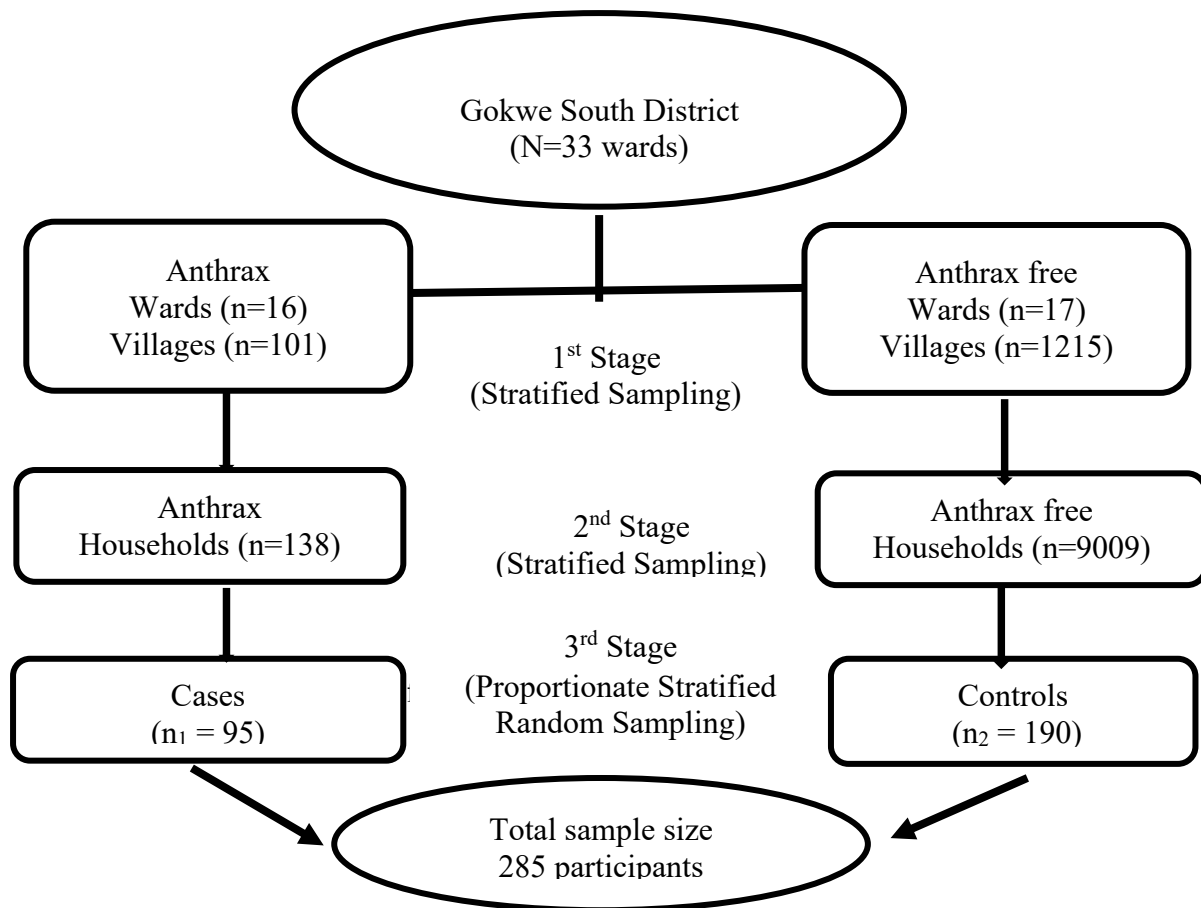 Gokwe South District
(N=33 wards)
Anthrax
Wards (n=16)
Villages (n=101)
Anthrax free
Wards (n=17)
Villages (n=1215)
1st Stage
(Stratified Sampling)
Anthrax
Households (n=138)
2nd Stage
(Stratified Sampling)
Anthrax free
Households (n=9009)
3rd Stage
(Proportionate Stratified
Random Sampling)
Cases
(n₁ = 95)
Controls
(n₂ = 190)
Total sample size
285 participants